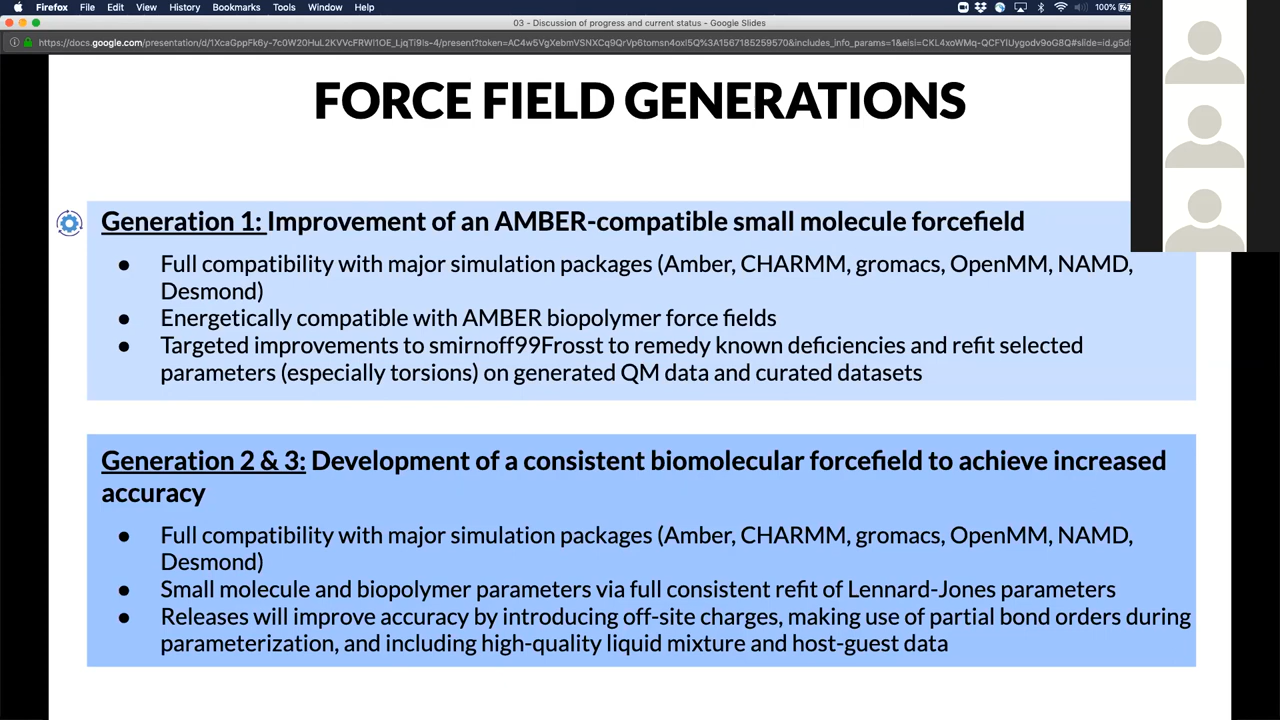 Firefox File Edit View History Bookmarks Tools Window Help 100%
03 - Discussion of progress and current status - Google Slides
FORCE FIELD GENERATIONS
Generation 1: Improvement of an AMBER-compatible small molecule forcefield
● Full compatibility with major simulation packages (Amber, CHARMM, gromacs, OpenMM, NAMD,
Desmond)
● Energetically compatible with AMBER biopolymer force fields
● Targeted improvements to smirnoff99Frosst to remedy known deficiencies and refit selected
parameters (especially torsions) on generated QM data and curated datasets
Generation 2 & 3: Development of a consistent biomolecular forcefield to achieve increased
accuracy
● Full compatibility with major simulation packages (Amber, CHARMM, gromacs, OpenMM, NAMD,
Desmond)
● Small molecule and biopolymer parameters via full consistent refit of Lennard-Jones parameters
● Releases will improve accuracy by introducing off-site charges, making use of partial bond orders during
parameterization, and including high-quality liquid mixture and host-guest data